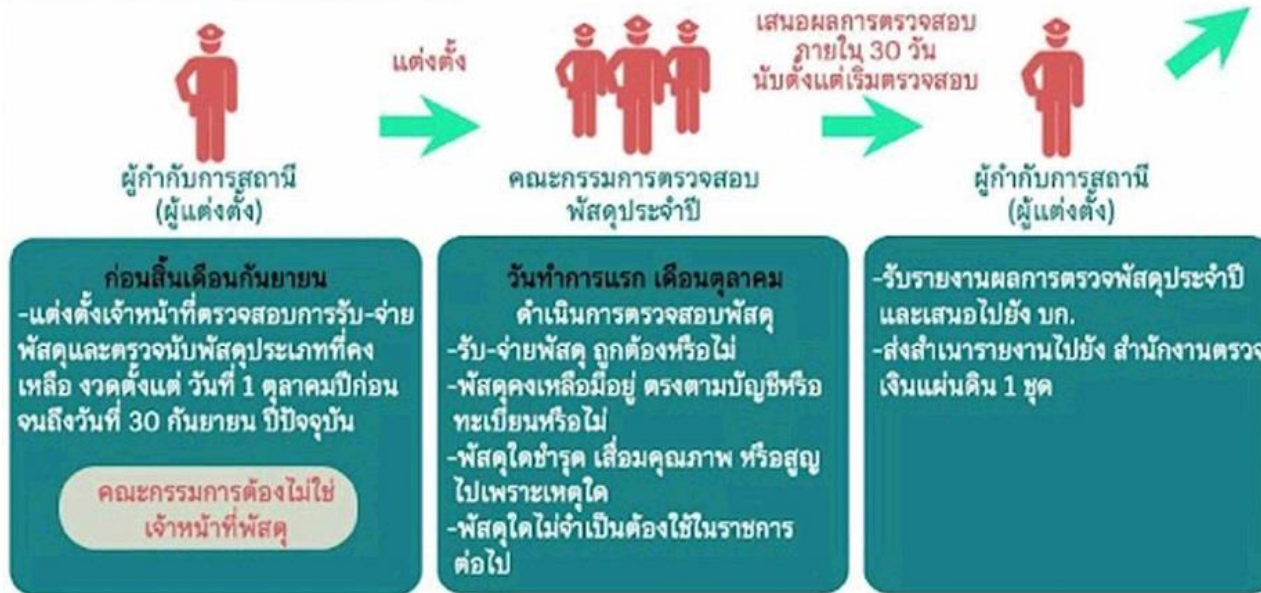 แต่งตั้ง
เสนอผลการตรวจสอบ
ภายใน 30 วัน
นับตั้งแต่เริ่มตรวจสอบ
ผู้กำกับการสถานี
(ผู้แต่งตั้ง)
คณะกรรมการตรวจสอบ
พัสดุประจำปี
ผู้กำกับการสถานี
(ผู้แต่งตั้ง)
ก่อนสิ้นเดือนกันยายน
-แต่งตั้งเจ้าหน้าที่ตรวจสอบการรับ-จ่าย
พัสดุและตรวจนับพัสดุประเภทที่คง
เหลือ งวดตั้งแต่ วันที่ 1 ตุลาคมปีก่อน
จนถึงวันที่ 30 กันยายน ปีปัจจุบัน
คณะกรรมการต้องไม่ใช่
เจ้าหน้าที่พัสดุ
วันทำการแรก เดือนตุลาคม
ดำเนินการตรวจสอบพัสดุ
-รับ-จ่ายพัสดุ ถูกต้องหรือไม่
-พัสดุคงเหลือมีอยู่ ตรงตามบัญชีหรือ
ทะเบียนหรือไม่
-พัสดุใดชำรุด เสื่อมคุณภาพ หรือสูญ
ไปเพราะเหตุใด
-พัสดุใดไม่จำเป็นต้องใช้ในราชการ
ต่อไป
-รับรายงานผลการตรวจพัสดุประจำปี
และเสนอไปยัง บก.
-ส่งสำเนารายงานไปยัง สำนักงานตรวจ
เงินแผ่นดิน 1 ชุด